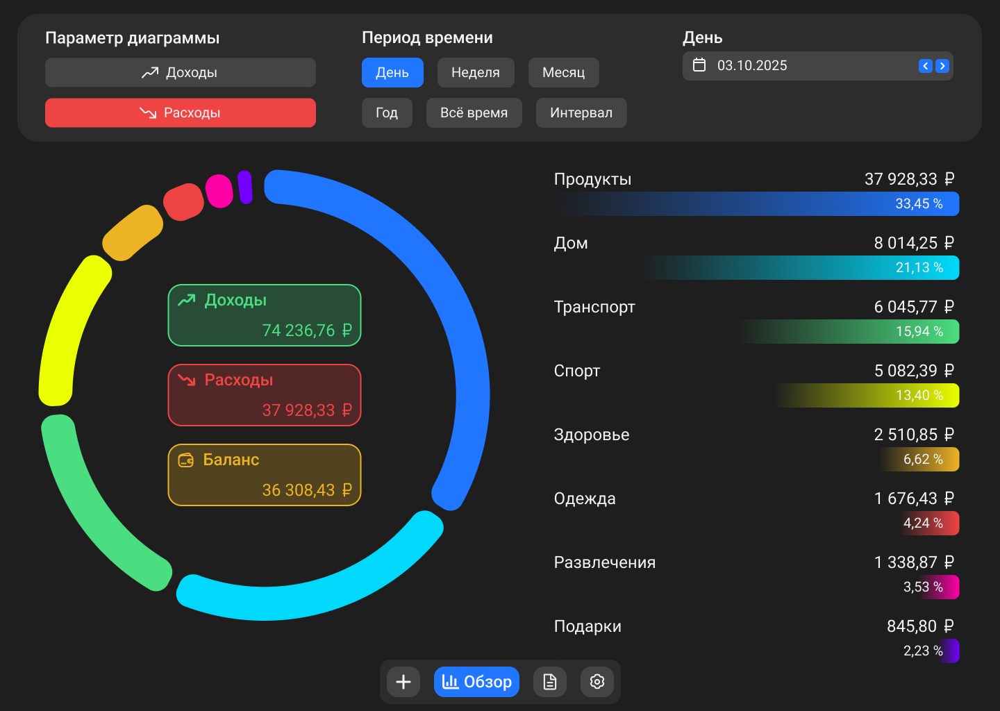 Параметр диаграммы
Доходы
Расходы
Период времени
День
Неделя
Месяц
Год
Всё время
Интервал
День
03.10.2025
Доходы
74 236,76 ₽
Расходы
37 928,33 ₽
Баланс
36 308,43 ₽
Продукты
37 928,33 ₽
33,45 %
Дом
8 014,25 ₽
21,13 %
Транспорт
6 045,77 ₽
15,94 %
Спорт
5 082,39 ₽
13,40 %
Здоровье
2 510,85 ₽
6,62 %
Одежда
1 676,43 ₽
4,24 %
Развлечения
1 338,87 ₽
3,53 %
Подарки
845,80 ₽
2,23 %
Обзор